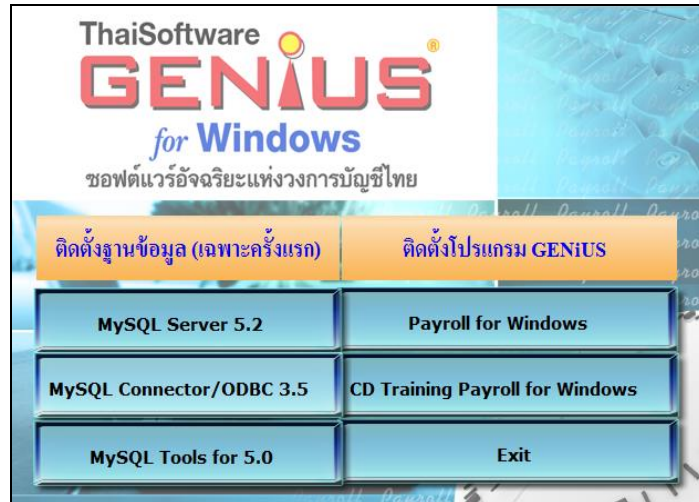 ThaiSoftware
GENiUS®
for Windows
ซอฟต์แวร์อัจฉริยะแห่งวงการบัญชีไทย
ติดตั้งฐานข้อมูล (เฉพาะครั้งแรก)
ติดตั้งโปรแกรม GENiUS
MySQL Server 5.2
Payroll for Windows
MySQL Connector/ODBC 3.5
CD Training Payroll for Windows
MySQL Tools for 5.0
Exit